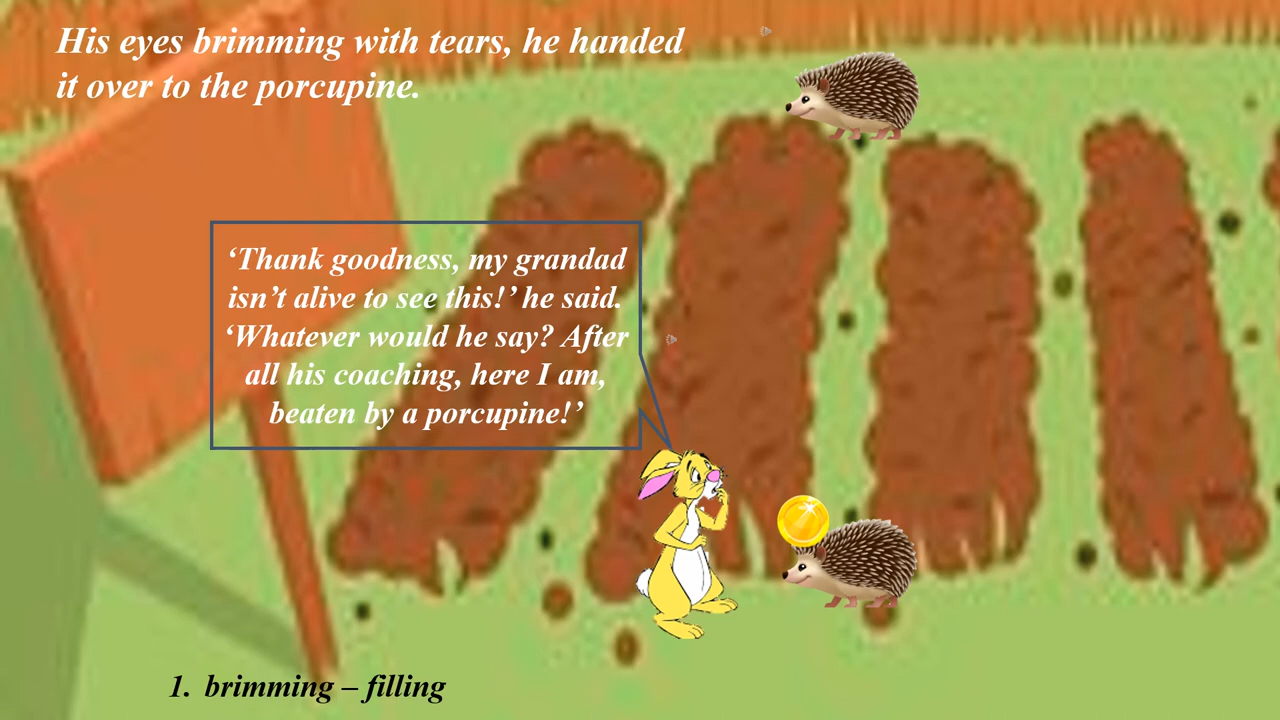 His eyes brimming with tears, he handed
it over to the porcupine.
‘Thank goodness, my grandad
isn’t alive to see this!’ he said.
‘Whatever would he say? After
all his coaching, here I am,
beaten by a porcupine!’
1. brimming – filling